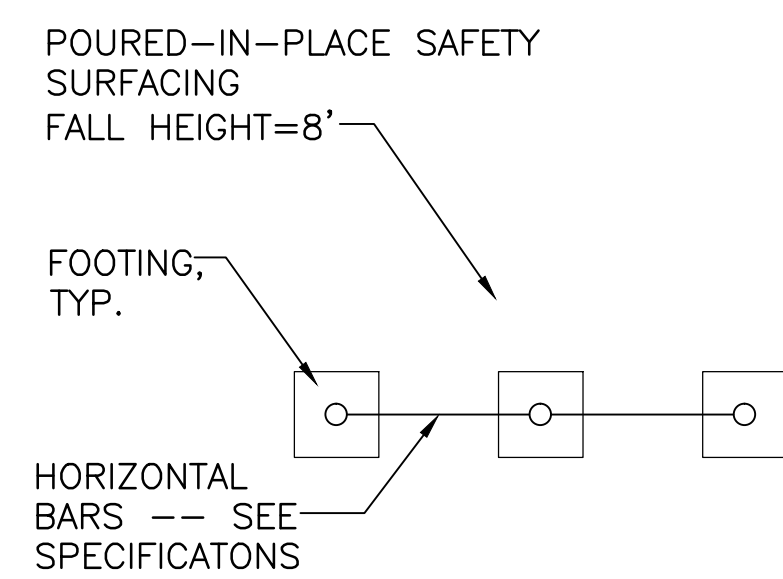 POURED-IN-PLACE SAFETY
SURFACING
FALL HEIGHT=8'
FOOTING,
TYP.
HORIZONTAL
BARS -- SEE
SPECIFICATONS